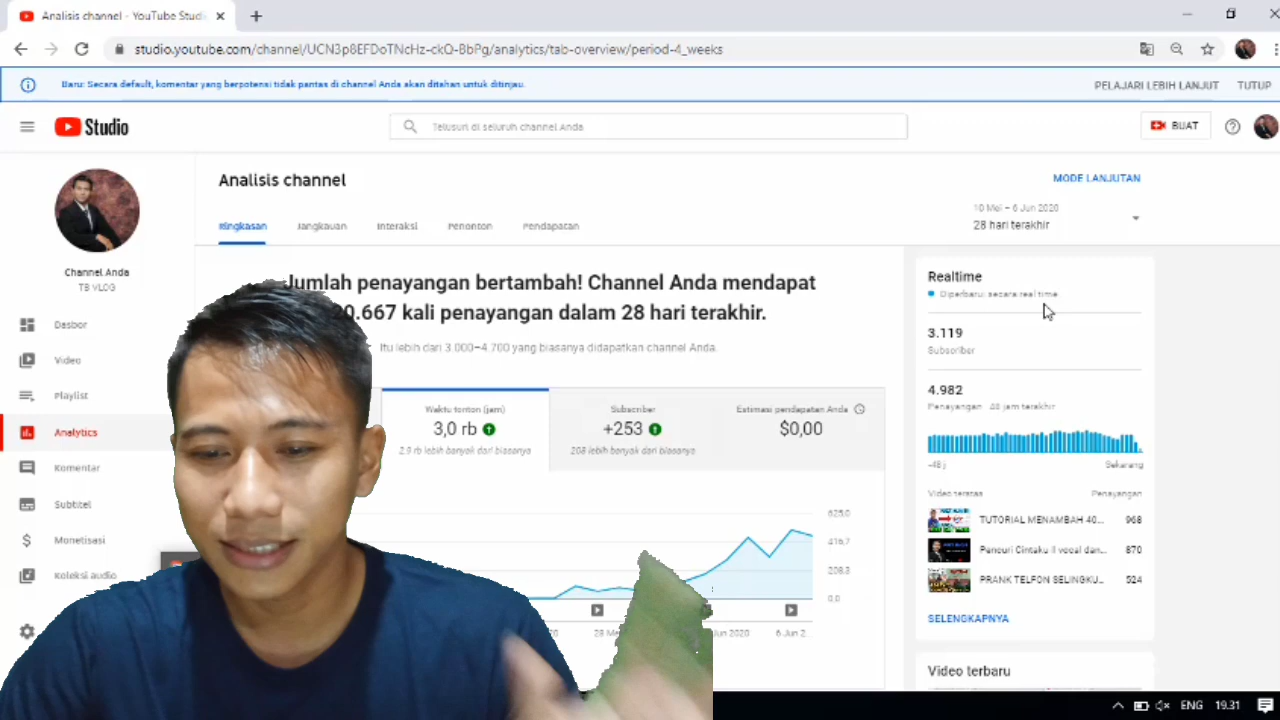 Analisis channel - YouTube Studi
studio.youtube.com/channel/UCN3p8EFDoTNcHz-ckQ-BbPg/analytics/tab-overview/period-4_weeks
Baru: Secara default, komentar yang berpotensi tidak pantas di channel Anda akan ditahan untuk ditinjau.
PELAJARI LEBIH LANJUT
TUTUP
Studio
Telusuri di seluruh channel Anda
BUAT
Channel Anda
TB VLOG
Dasbor
Video
Playlist
Analytics
Komentar
Subtitel
Monetisasi
Koleksi audio
Analisis channel
MODE LANJUTAN
10 Mei – 6 Jun 2020
28 hari terakhir
Ringkasan
Jangkauan
Interaksi
Penonton
Pendapatan
Jumlah penayangan bertambah! Channel Anda mendapat
0.667 kali penayangan dalam 28 hari terakhir.
Itu lebih dari 3.000–4.700 yang biasanya didapatkan channel Anda.
Waktu tonton (jam)
3,0 rb
2.9 rb lebih banyak dari biasanya
Subscriber
+253
208 lebih banyak dari biasanya
Estimasi pendapatan Anda
$0,00
625,0
416,7
208,3
0,0
28 Me
Jun 2020
6 Jun 2...
Realtime
Diperbarui secara real time
3.119
Subscriber
4.982
Penayangan · 48 jam terakhir
-48 j
Sekarang
Video teratas
Penayangan
TUTORIAL MENAMBAH 40... 968
Pencuri Cintaku II vocal dan... 870
PRANK TELFON SELINGKU... 524
SELENGKAPNYA
Video terbaru
ENG
19.31